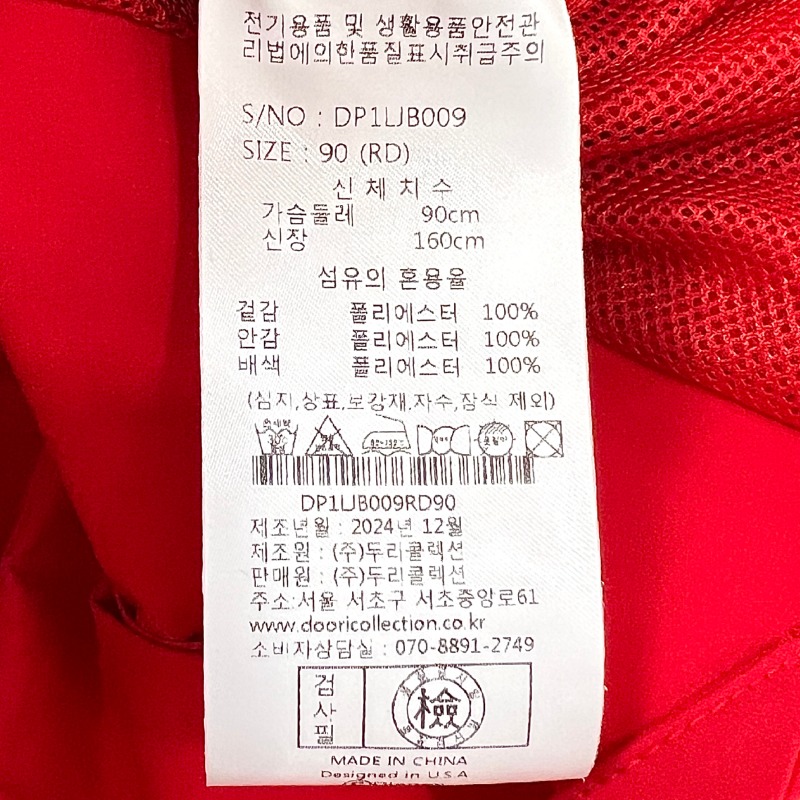 전기용품 및 생활용품안전관
리법에의한품질표시취급주의
S/NO : DP1LJB009
SIZE : 90 (RD)
신 체 치 수
가슴둘레 90cm
신장 160cm
섬유의 혼용율
겉감 폴리에스터 100%
안감 폴리에스터 100%
배색 폴리에스터 100%
(심지,상표,보강재,자수,장식 제외)
DP1LJB009RD90
제조년월 : 2024년 12월
제조원 : (주)두리콜렉션
판매원 : (주)두리콜렉션
주소:서울 서초구 서초중앙로61
www.dooricollection.co.kr
소비자상담실 : 070-8891-2749
검사필
檢
MADE IN CHINA
Designed in U.S.A